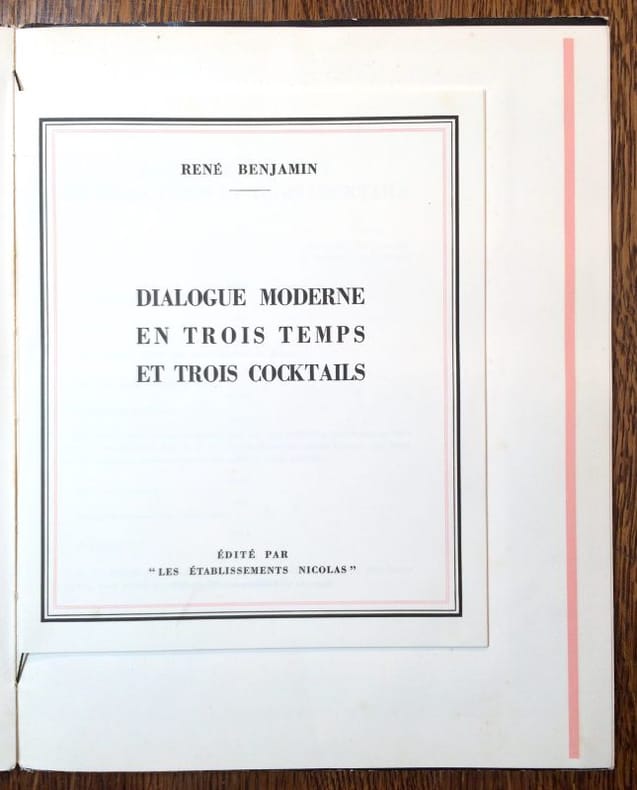 RENÉ BENJAMIN
DIALOGUE MODERNE
EN TROIS TEMPS
ET TROIS COCKTAILS
ÉDITÉ PAR
“LES ÉTABLISSEMENTS NICOLAS”